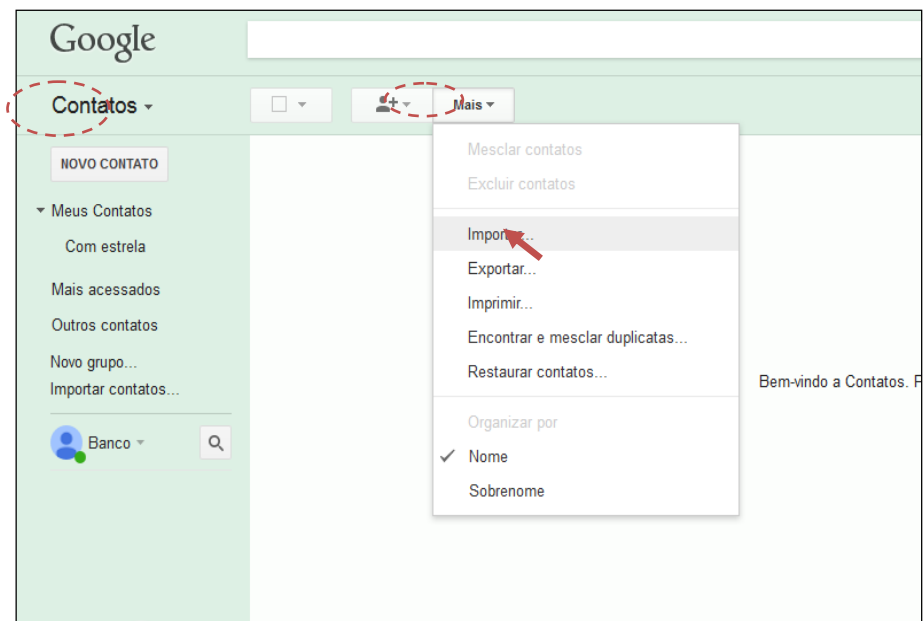 Google
Contatos
Mais
NOVO CONTATO
Meus Contatos
Com estrela
Mais acessados
Outros contatos
Novo grupo...
Importar contatos...
Banco
Mesclar contatos
Excluir contatos
Importar...
Exportar...
Imprimir...
Encontrar e mesclar duplicatas...
Restaurar contatos...
Organizar por
Nome
Sobrenome
Bem-vindo a Contatos.